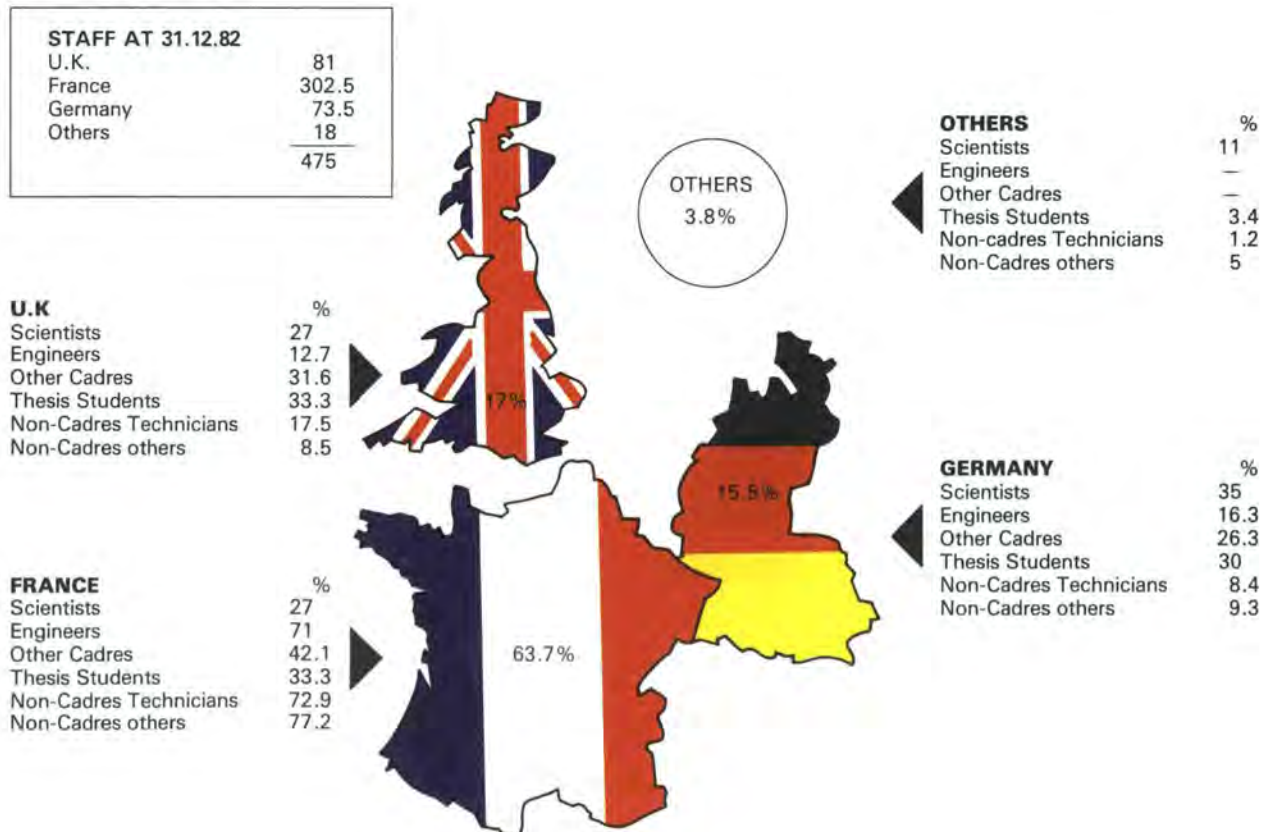 STAFF AT 31.12.82
U.K. 81
France 302.5
Germany 73.5
Others 18
475
OTHERS
3.8%
OTHERS %
Scientists 11
Engineers –
Other Cadres –
Thesis Students 3.4
Non-cadres Technicians 1.2
Non-Cadres others 5
U.K %
Scientists 27
Engineers 12.7
Other Cadres 31.6
Thesis Students 33.3
Non-Cadres Technicians 17.5
Non-Cadres others 8.5
17%
15.5%
GERMANY %
Scientists 35
Engineers 16.3
Other Cadres 26.3
Thesis Students 30
Non-Cadres Technicians 8.4
Non-Cadres others 9.3
FRANCE %
Scientists 27
Engineers 71
Other Cadres 42.1
Thesis Students 33.3
Non-Cadres Technicians 72.9
Non-Cadres others 77.2
63.7%